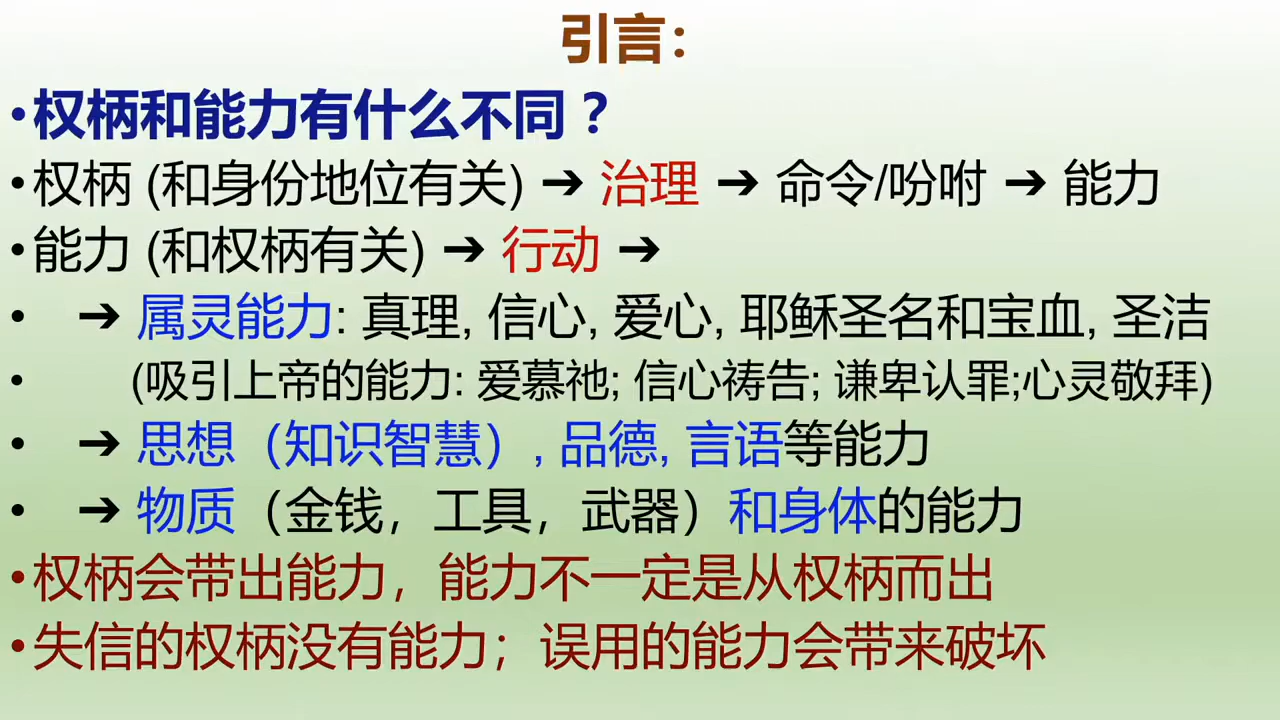 引言:
•权柄和能力有什么不同？
•权柄 (和身份地位有关) ➔ 治理 ➔ 命令/吩咐 ➔ 能力
•能力 (和权柄有关) ➔ 行动 ➔
• ➔ 属灵能力: 真理, 信心, 爱心, 耶稣圣名和宝血, 圣洁
• (吸引上帝的能力: 爱慕祂; 信心祷告; 谦卑认罪;心灵敬拜)
• ➔ 思想（知识智慧）, 品德, 言语等能力
• ➔ 物质（金钱，工具，武器）和身体的能力
•权柄会带出能力，能力不一定是从权柄而出
•失信的权柄没有能力；误用的能力会带来破坏